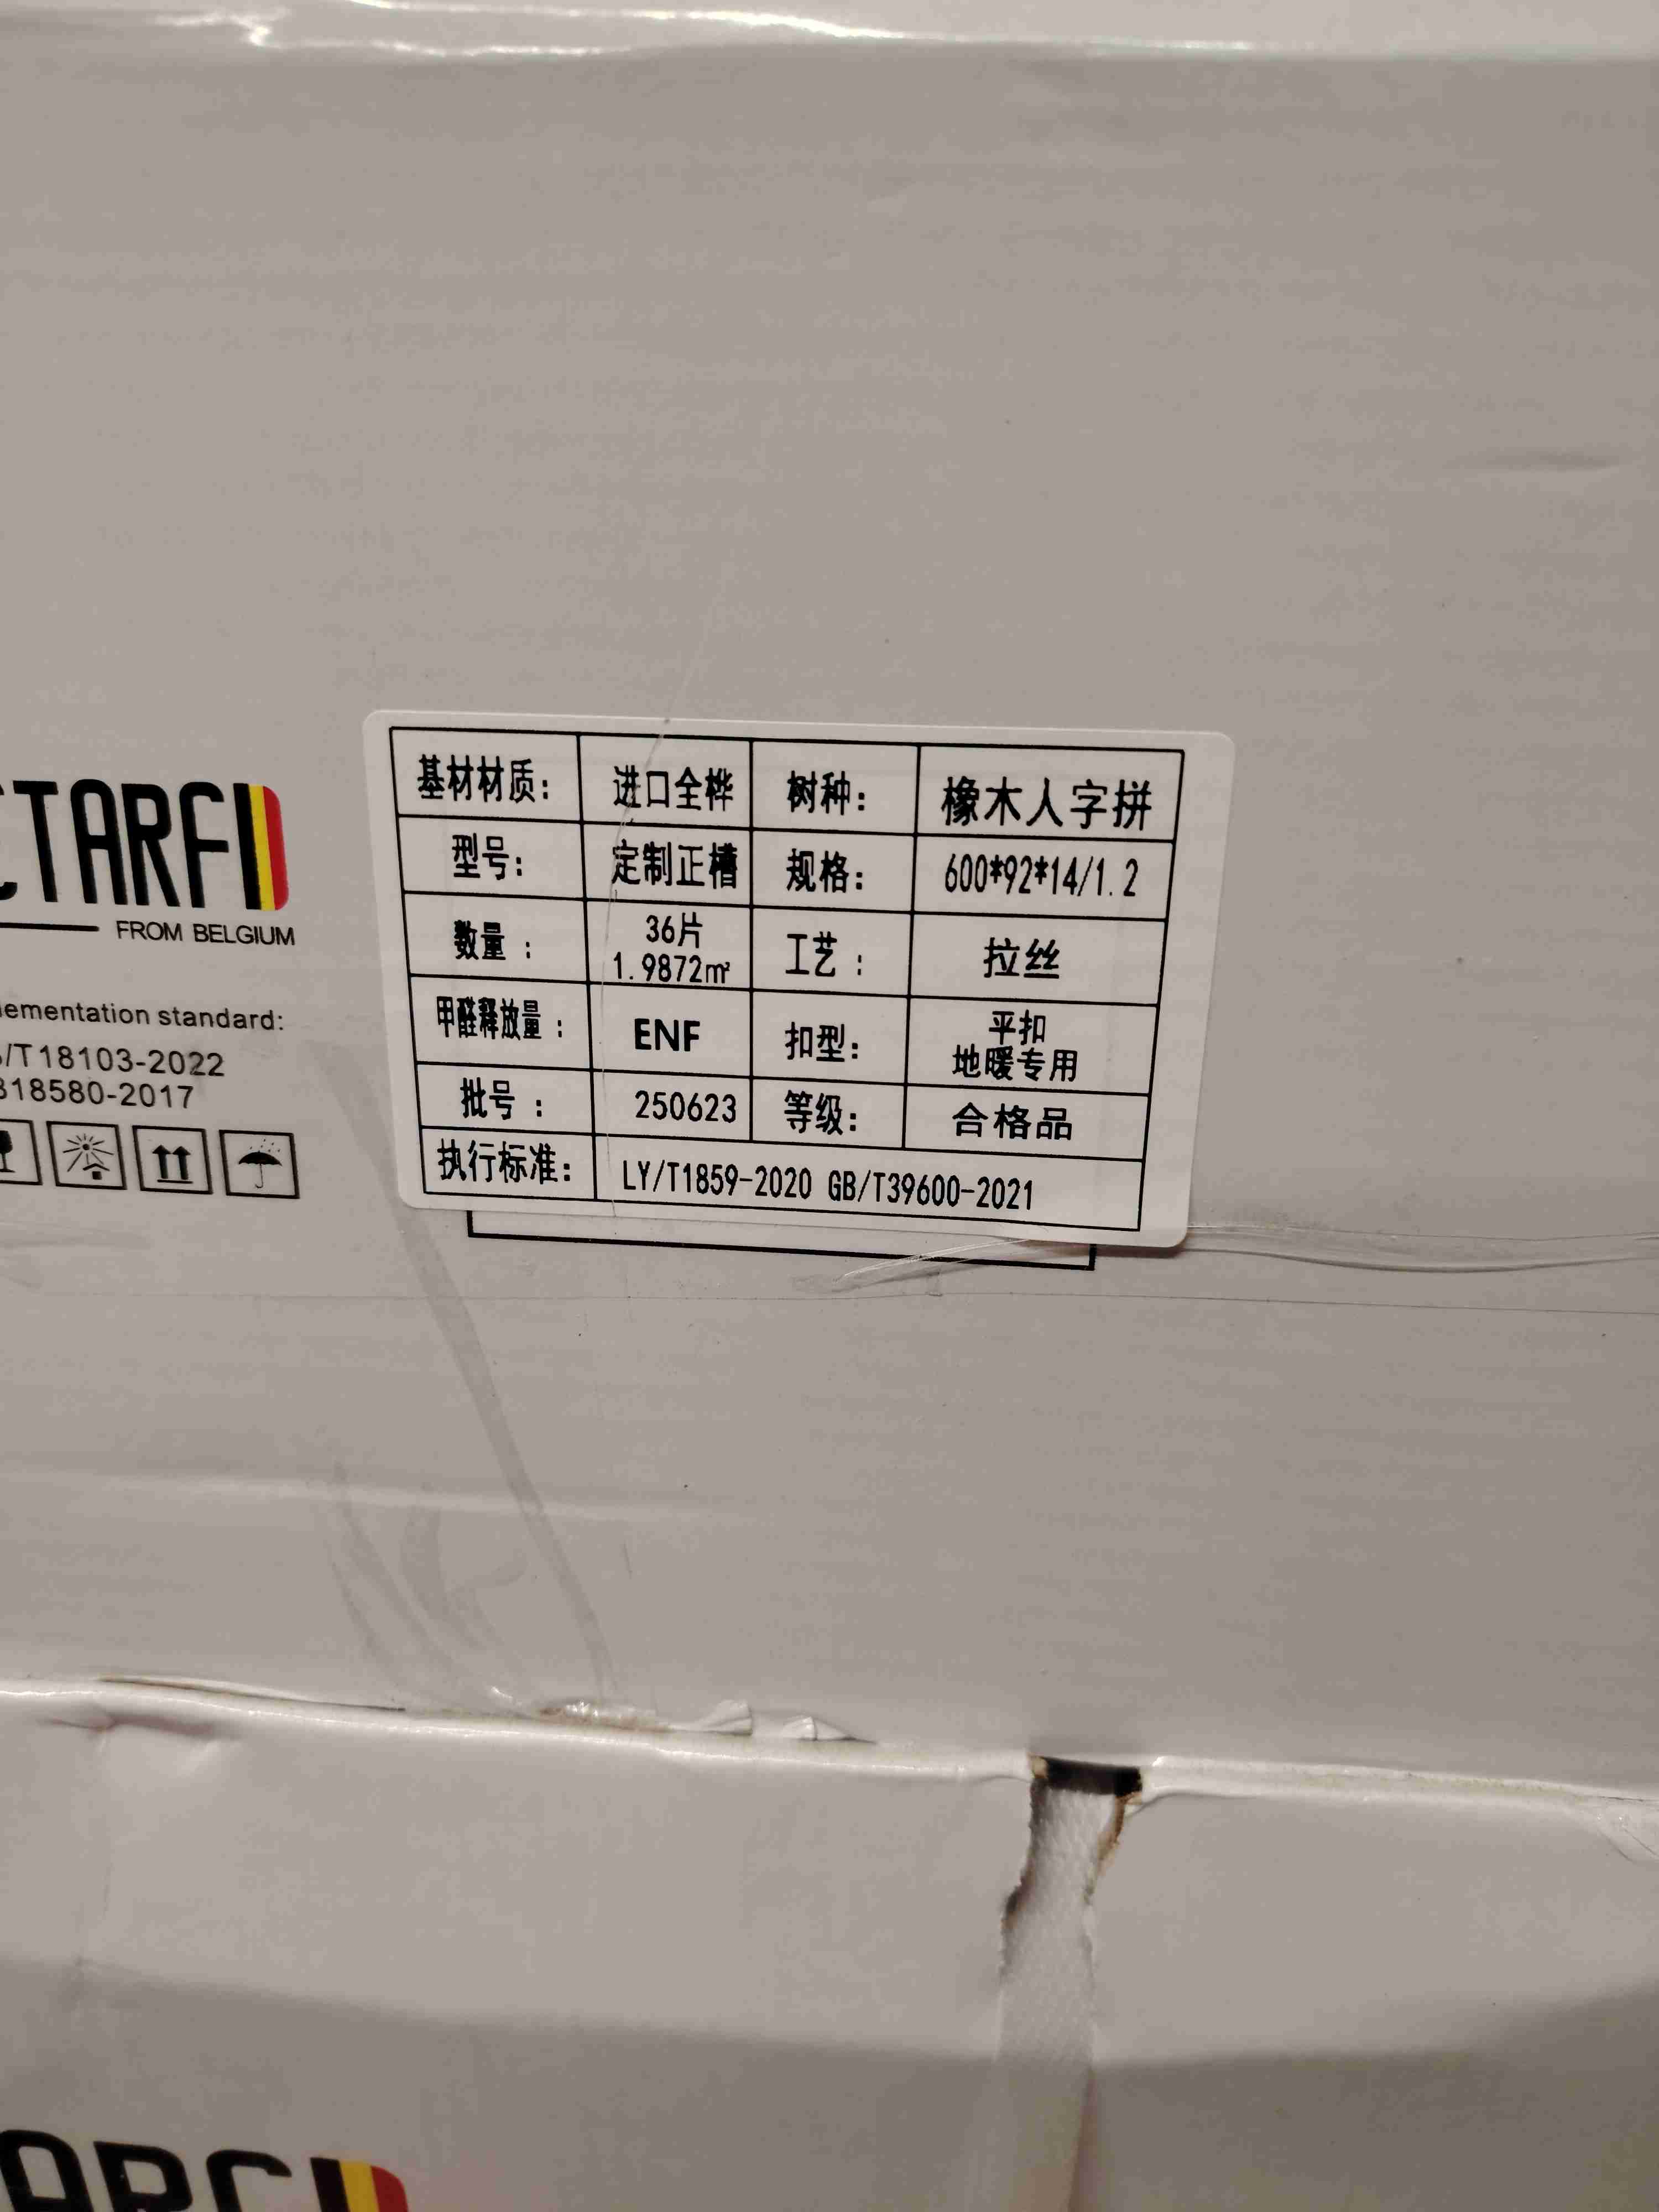 ETARFI
FROM BELGIUM
lementation standard:
/T18103-2022
18580-2017
基材材质： 进口全桦 树种： 橡木人字拼
型号： 定制正槽 规格： 600*92*14/1.2
数量： 36片
1.9872㎡ 工艺： 拉丝
甲醛释放量： ENF 扣型： 平扣
地暖专用
批号： 250623 等级： 合格品
执行标准： LY/T1859-2020 GB/T39600-2021